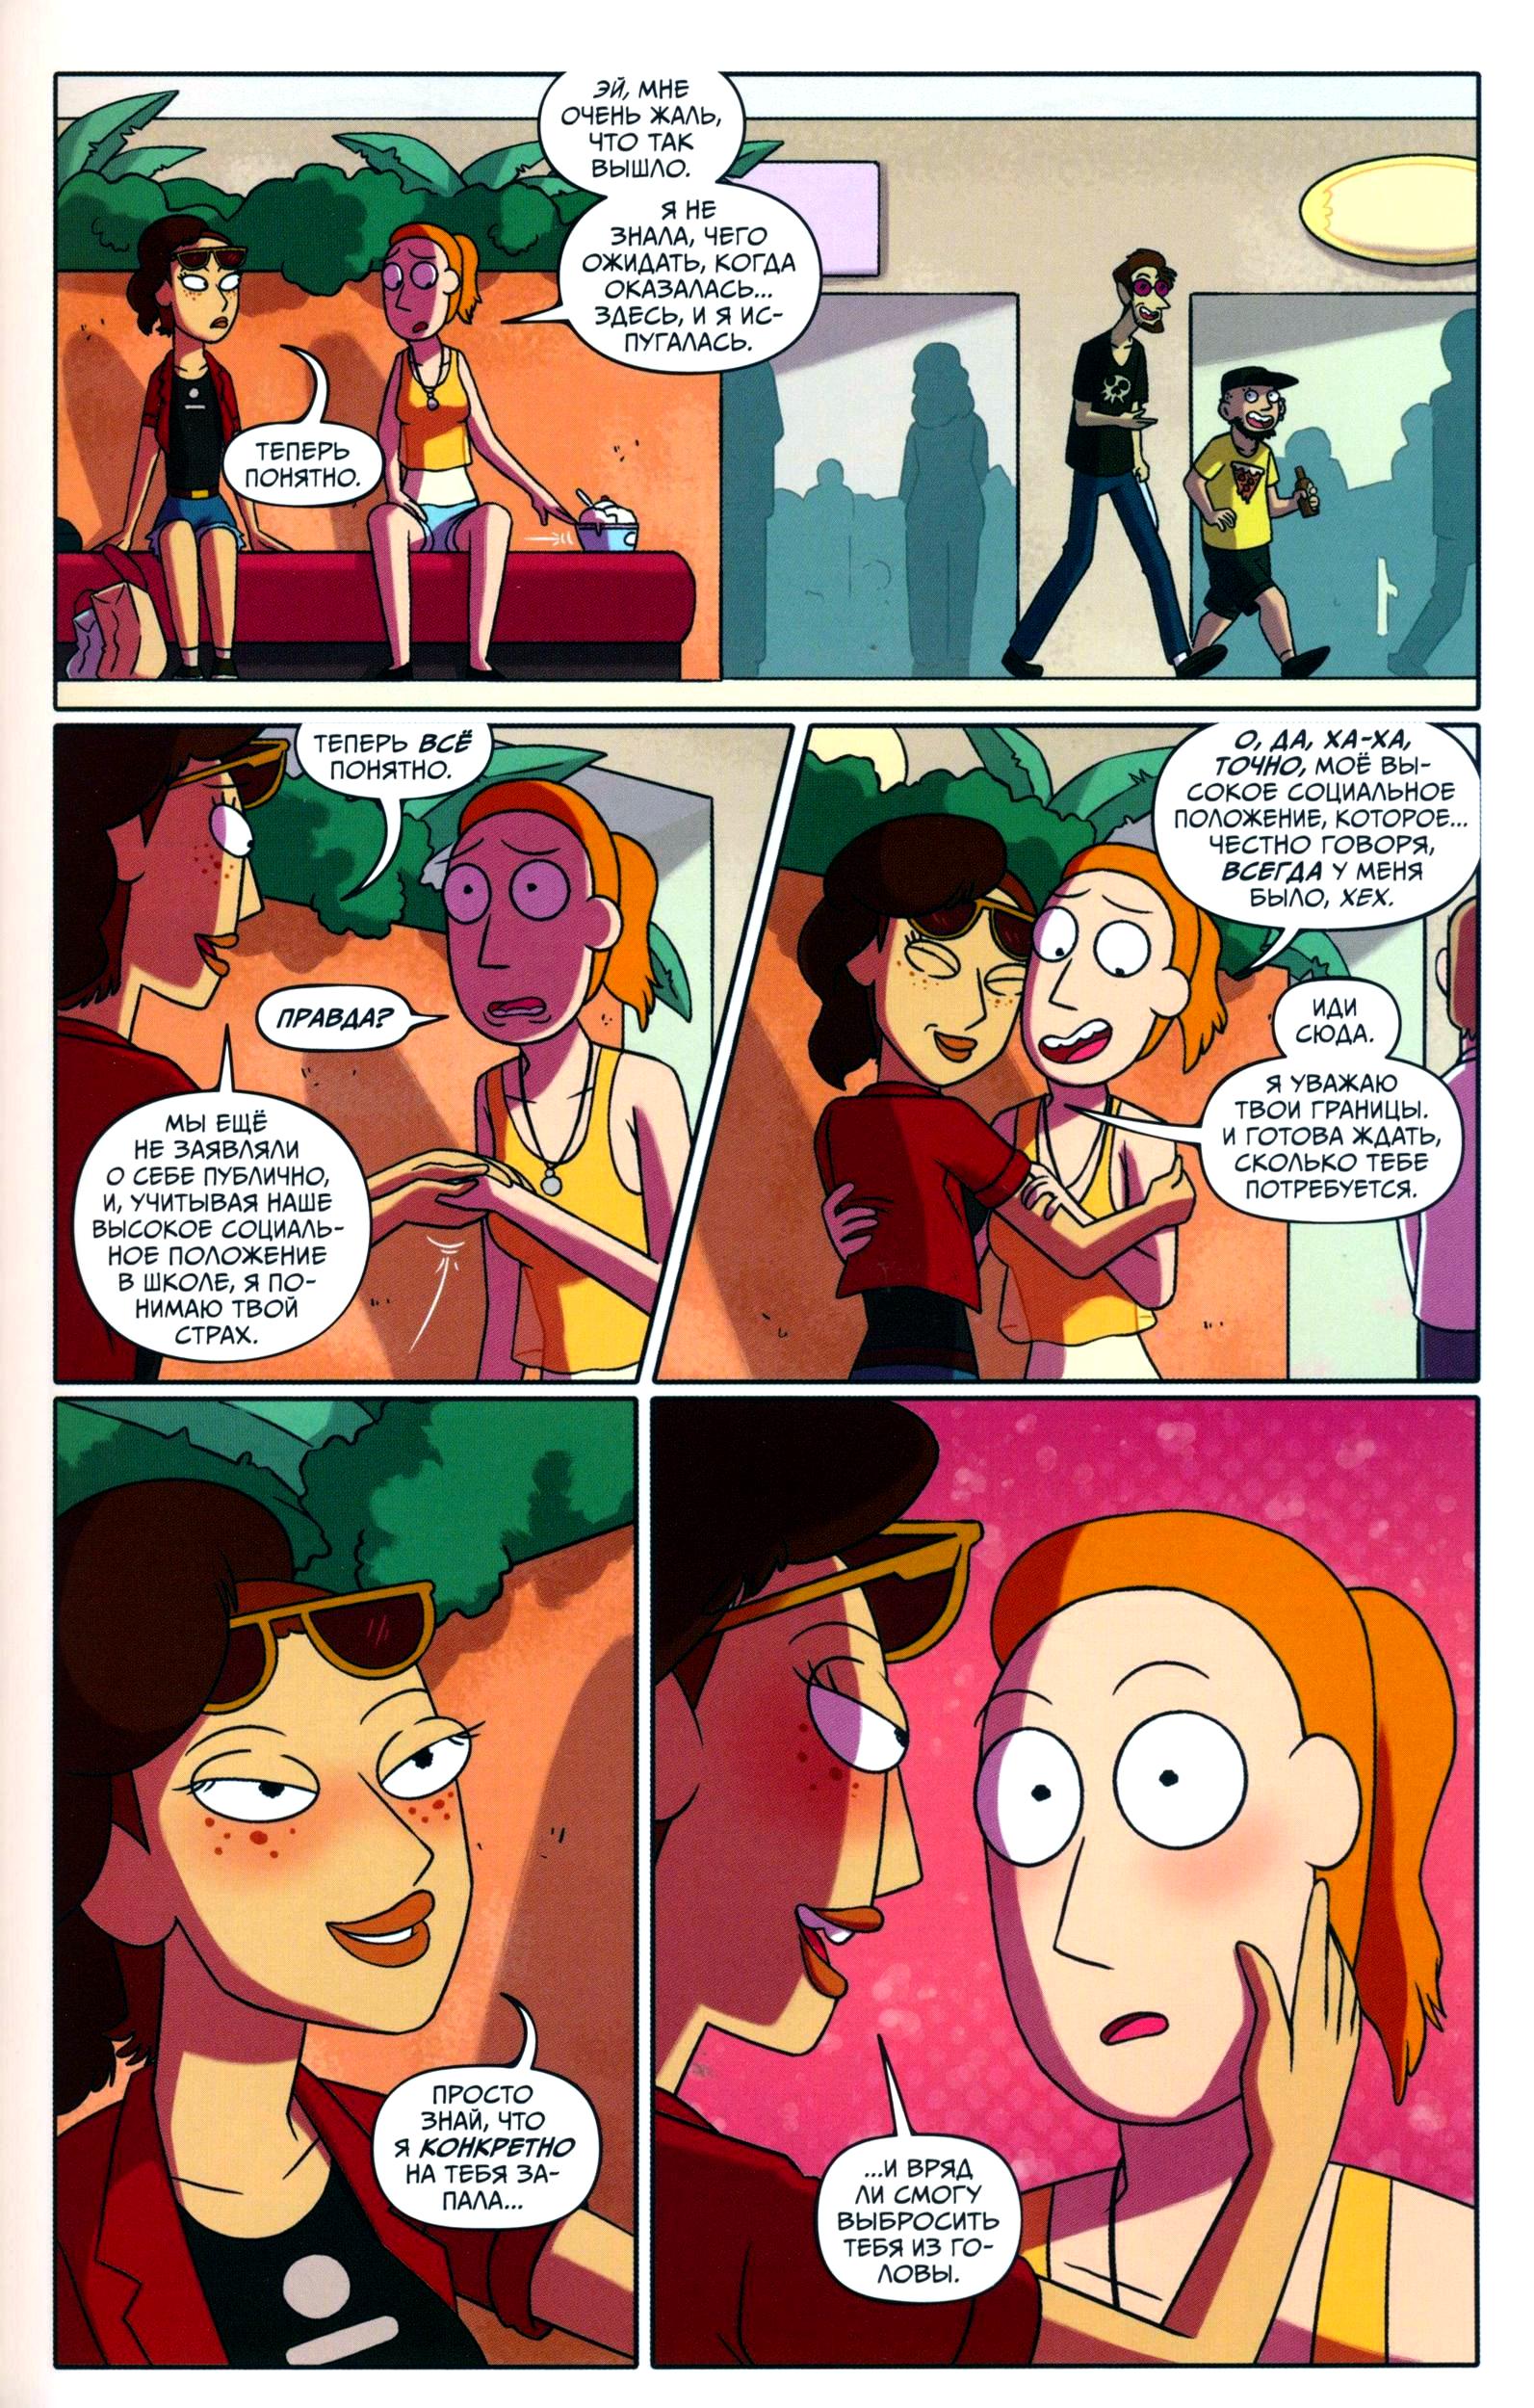 ЭЙ, МНЕ
ОЧЕНЬ ЖАЛЬ,
ЧТО ТАК
ВЫШЛО.
Я НЕ
ЗНАЛА, ЧЕГО
ОЖИДАТЬ, КОГДА
ОКАЗАЛАСЬ...
ЗДЕСЬ, И Я ИС-
ПУГАЛАСЬ.
ТЕПЕРЬ
ПОНЯТНО.
ТЕПЕРЬ ВСЁ
ПОНЯТНО.
ПРАВДА?
МЫ ЕЩЁ
НЕ ЗАЯВЛЯЛИ
О СЕБЕ ПУБЛИЧНО,
И, УЧИТЫВАЯ НАШЕ
ВЫСОКОЕ СОЦИАЛЬ-
НОЕ ПОЛОЖЕНИЕ
В ШКОЛЕ, Я ПО-
НИМАЮ ТВОЙ
СТРАХ.
О, ДА, ХА-ХА,
ТОЧНО, МОЁ ВЫ-
СОКОЕ СОЦИАЛЬНОЕ
ПОЛОЖЕНИЕ, КОТОРОЕ...
ЧЕСТНО ГОВОРЯ,
ВСЕГДА У МЕНЯ
БЫЛО, ХЕХ.
ИДИ
СЮДА.
Я УВАЖАЮ
ТВОИ ГРАНИЦЫ.
И ГОТОВА ЖДАТЬ,
СКОЛЬКО ТЕБЕ
ПОТРЕБУЕТСЯ.
ПРОСТО
ЗНАЙ, ЧТО
Я КОНКРЕТНО
НА ТЕБЯ ЗА-
ПАЛА...
...И ВРЯД
ЛИ СМОГУ
ВЫБРОСИТЬ
ТЕБЯ ИЗ ГО-
ЛОВЫ.